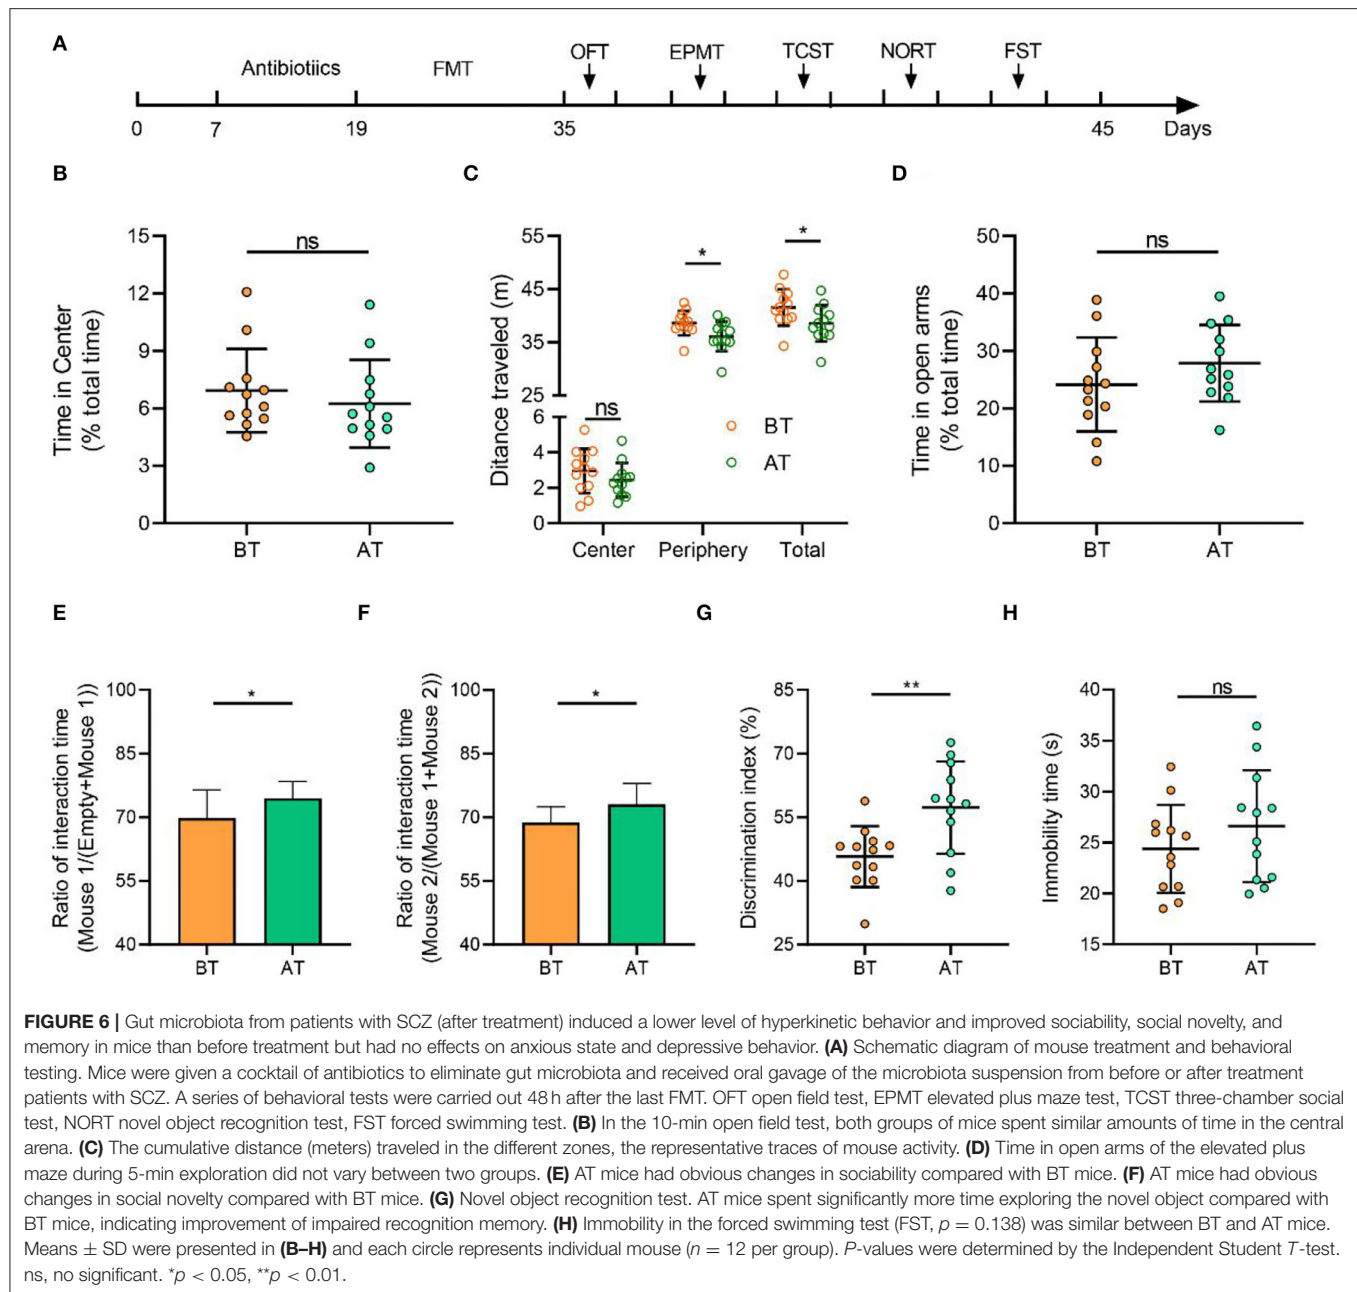 A
OFT EPMT TCST NORT FST
Antibiotiics FMT
0 7 19 35 45 Days
B
15
12
9
6
3
0
Time in Center
(% total time)
ns
BT AT
C
55
45
35
25
6
4
2
0
Ditance traveled (m)
ns
*
*
BT
AT
Center Periphery Total
D
50
40
30
20
10
0
Time in open arms
(% total time)
ns
BT AT
E
100
85
70
55
40
Ratio of interaction time
(Mouse 1/(Empty+Mouse 1))
*
BT AT
F
100
85
70
55
40
Ratio of interaction time
(Mouse 2/(Mouse 1+Mouse 2))
*
BT AT
G
85
70
55
40
25
Discrimination index (%)
**
BT AT
H
40
35
30
25
20
15
Immobility time (s)
ns
BT AT
FIGURE 6 | Gut microbiota from patients with SCZ (after treatment) induced a lower level of hyperkinetic behavior and improved sociability, social novelty, and
memory in mice than before treatment but had no effects on anxious state and depressive behavior. (A) Schematic diagram of mouse treatment and behavioral
testing. Mice were given a cocktail of antibiotics to eliminate gut microbiota and received oral gavage of the microbiota suspension from before or after treatment
patients with SCZ. A series of behavioral tests were carried out 48 h after the last FMT. OFT open field test, EPMT elevated plus maze test, TCST three-chamber social
test, NORT novel object recognition test, FST forced swimming test. (B) In the 10-min open field test, both groups of mice spent similar amounts of time in the central
arena. (C) The cumulative distance (meters) traveled in the different zones, the representative traces of mouse activity. (D) Time in open arms of the elevated plus
maze during 5-min exploration did not vary between two groups. (E) AT mice had obvious changes in sociability compared with BT mice. (F) AT mice had obvious
changes in social novelty compared with BT mice. (G) Novel object recognition test. AT mice spent significantly more time exploring the novel object compared with
BT mice, indicating improvement of impaired recognition memory. (H) Immobility in the forced swimming test (FST, p = 0.138) was similar between BT and AT mice.
Means ± SD were presented in (B–H) and each circle represents individual mouse (n = 12 per group). P-values were determined by the Independent Student T-test.
ns, no significant. *p < 0.05, **p < 0.01.